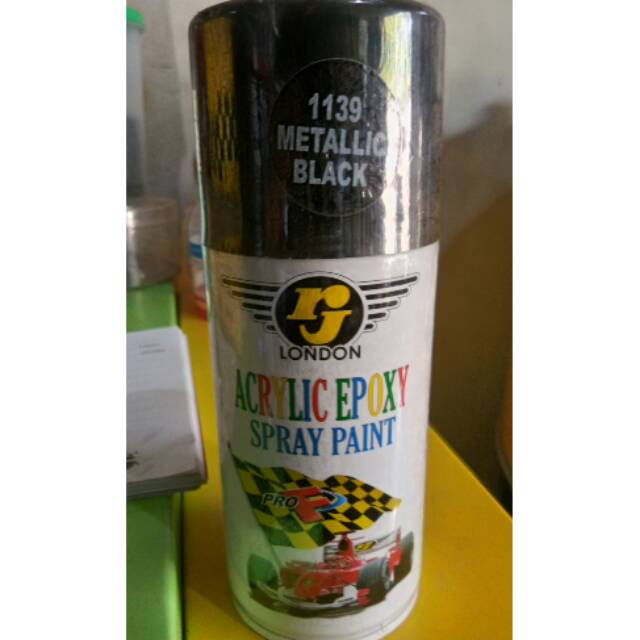 1139
METALLIC
BLACK
rj
LONDON
ACRYLIC EPOXY
SPRAY PAINT
PRO